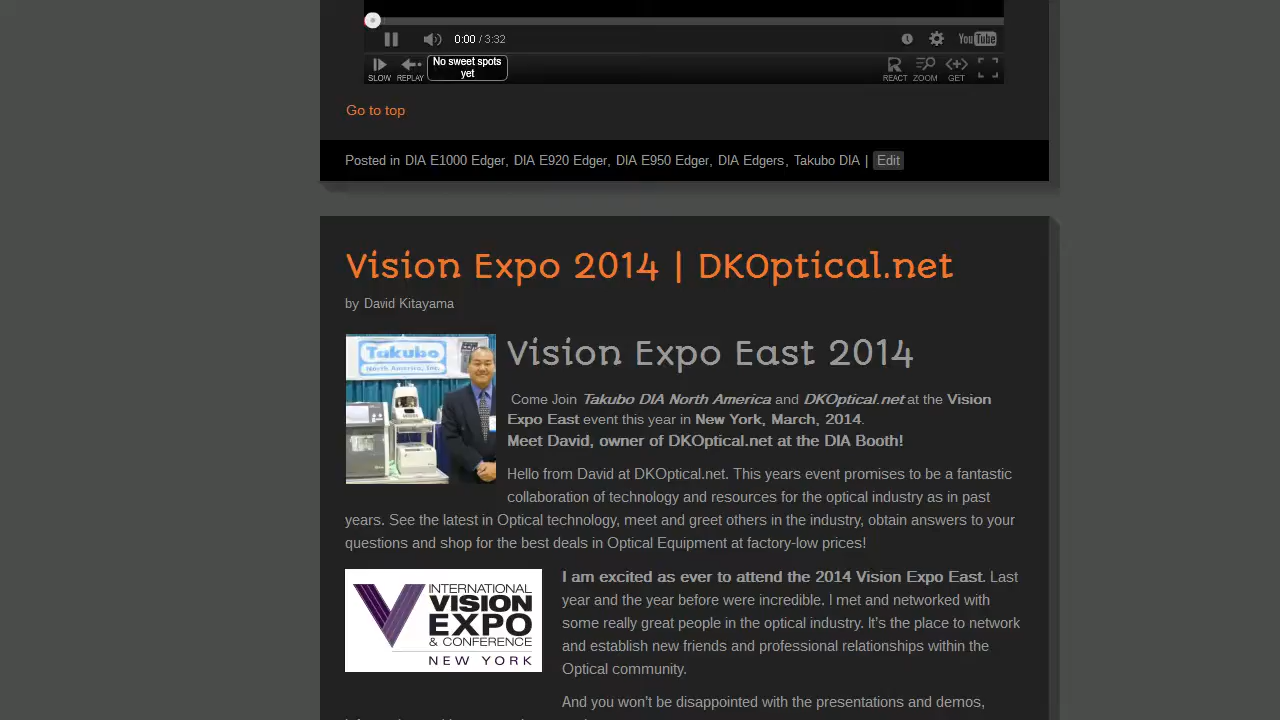 0:00 / 3:32
YouTube
SLOW
REPLAY
No sweet spots
yet
REACT
ZOOM
GET
Go to top
Posted in DIA E1000 Edger, DIA E920 Edger, DIA E950 Edger, DIA Edgers, Takubo DIA | Edit
Vision Expo 2014 | DKOptical.net
by David Kitayama
Takubo
North America, Inc.
Vision Expo East 2014
Come Join Takubo DIA North America and DKOptical.net at the Vision
Expo East event this year in New York, March, 2014.
Meet David, owner of DKOptical.net at the DIA Booth!
Hello from David at DKOptical.net. This years event promises to be a fantastic
collaboration of technology and resources for the optical industry as in past
years. See the latest in Optical technology, meet and greet others in the industry, obtain answers to your
questions and shop for the best deals in Optical Equipment at factory-low prices!
INTERNATIONAL
VISION
EXPO
& CONFERENCE
NEW YORK
I am excited as ever to attend the 2014 Vision Expo East. Last
year and the year before were incredible. I met and networked with
some really great people in the optical industry. It's the place to network
and establish new friends and professional relationships within the
Optical community.
And you won't be disappointed with the presentations and demos,